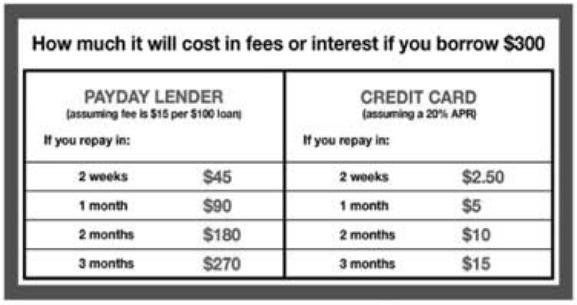 How much it will cost in fees or interest if you borrow $300
PAYDAY LENDER
(assuming fee is $15 per $100 loan)
If you repay in:
2 weeks $45
1 month $90
2 months $180
3 months $270
CREDIT CARD
(assuming a 20% APR)
If you repay in:
2 weeks $2.50
1 month $5
2 months $10
3 months $15